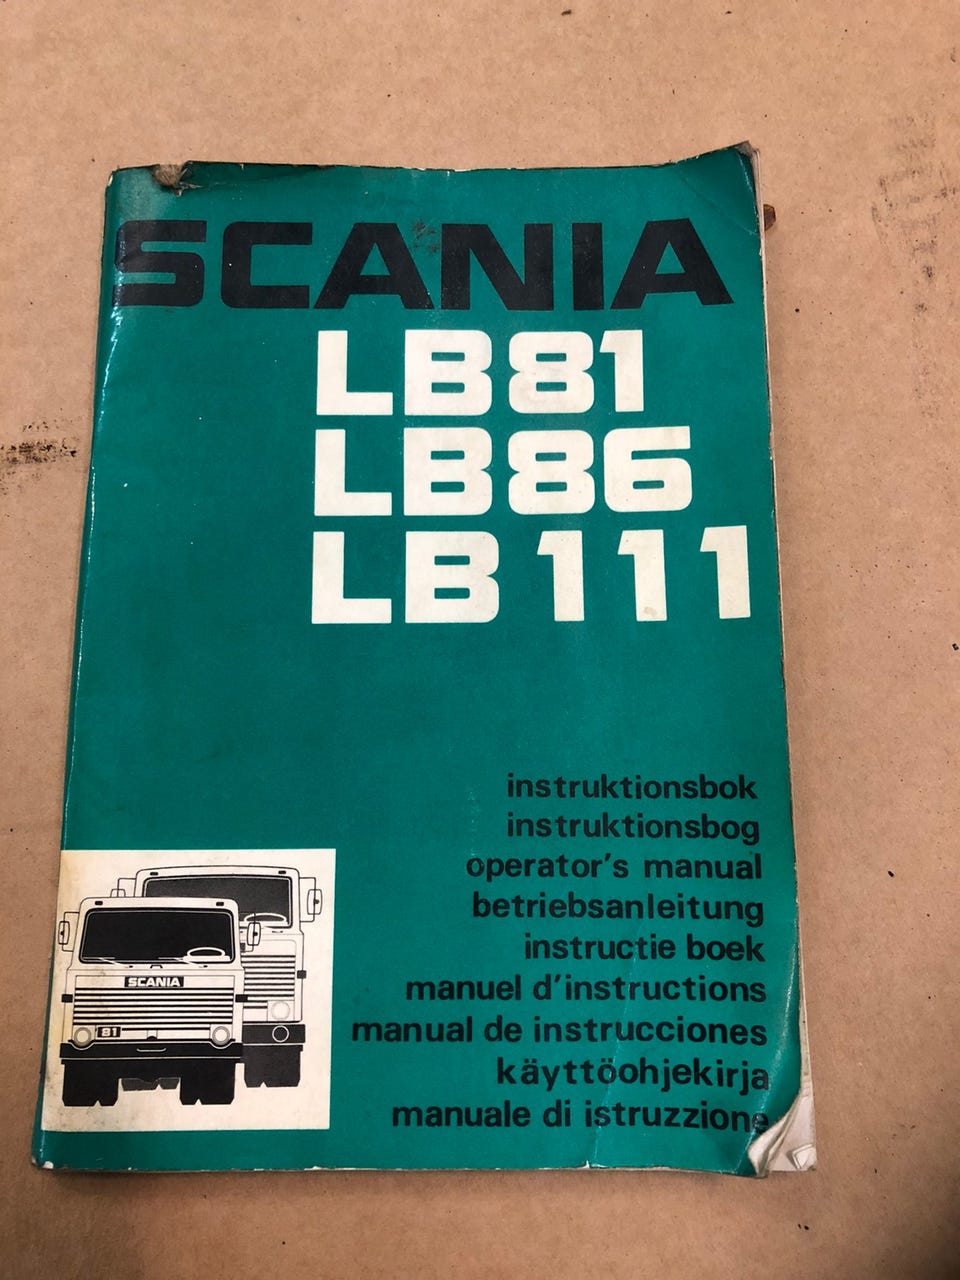 SCANIA
LB81
LB86
LB111
instruktionsbok
instruktionsbog
operator's manual
betriebsanleitung
instructie boek
manuel d'instructions
manual de instrucciones
käyttöohjekirja
manuale di istruzzione
SCANIA
81